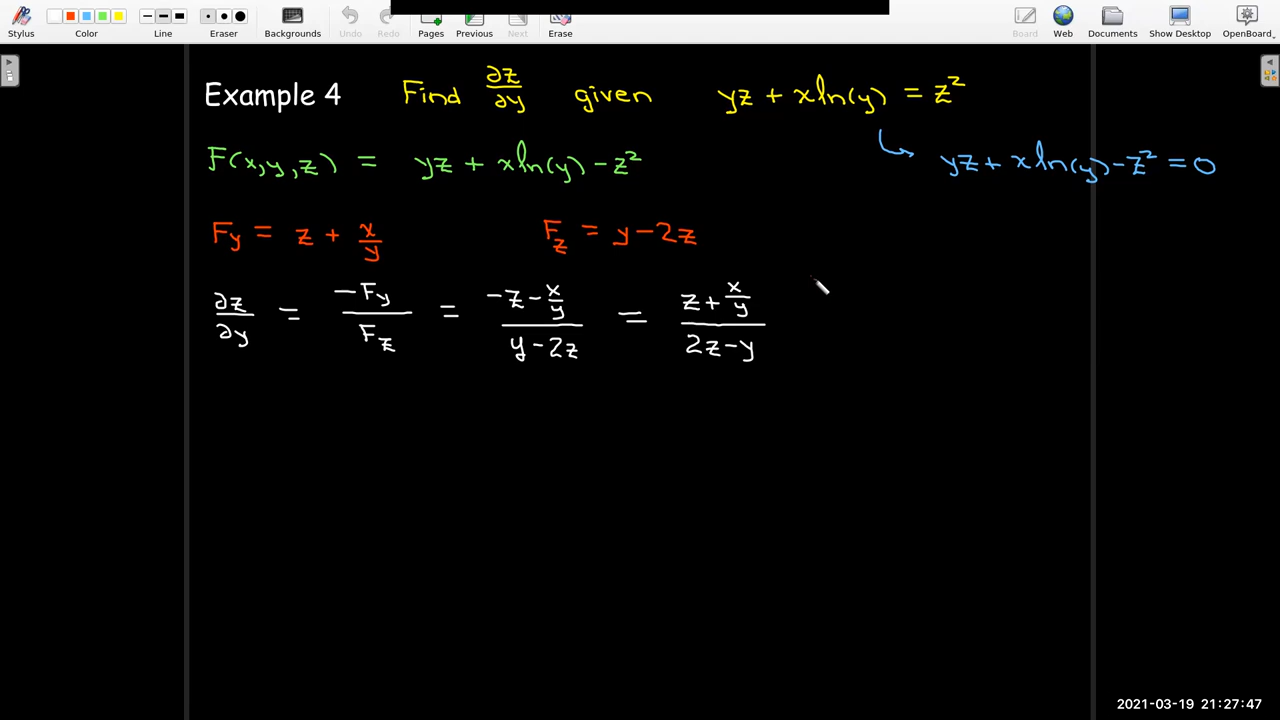 Stylus Color Line Eraser Backgrounds Undo Redo Pages Previous Next Erase Board Web Documents Show Desktop OpenBoard
Example 4 Find ∂z/∂y given yz + xln(y) = z²
F(x,y,z) = yz + xln(y) - z² yz + xln(y) - z² = 0
Fy = z + x/y Fz = y - 2z
∂z/∂y = -Fy/Fz = (-z - x/y)/(y - 2z) = (z + x/y)/(2z - y)
2021-03-19 21:27:47